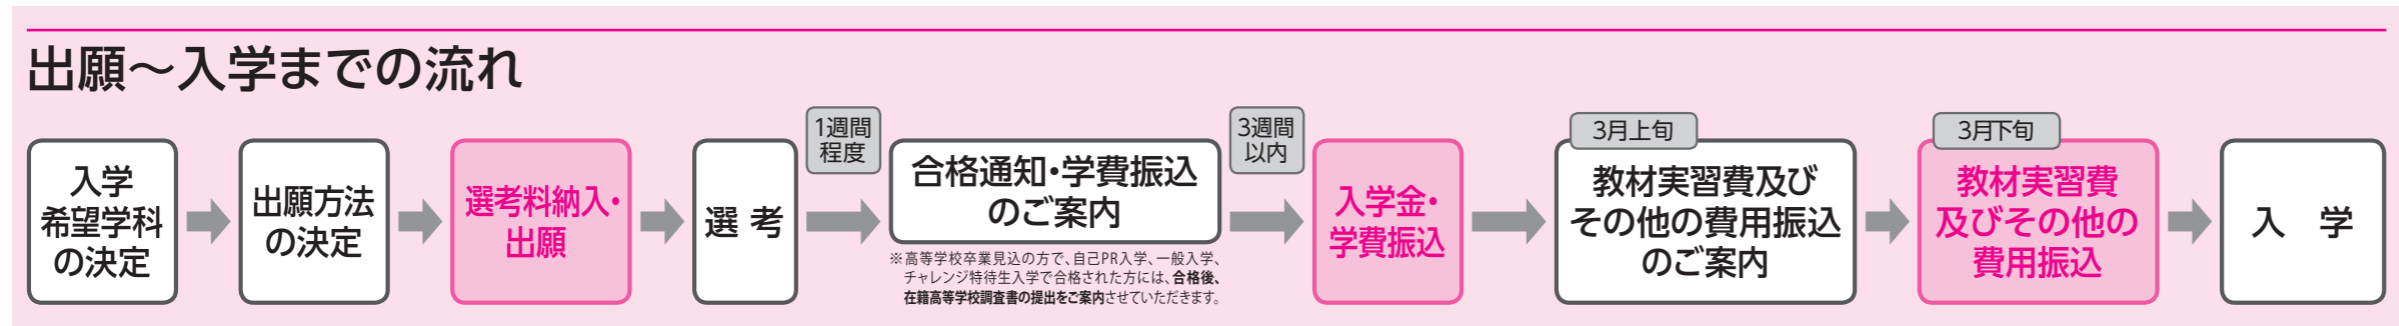 出願～入学までの流れ
入学
希望学科
の決定
出願方法
の決定
選考料納入・
出願
選 考
1週間
程度
合格通知・学費振込
のご案内
※高等学校卒業見込の方で、自己PR入学、一般入学、
チャレンジ特待生入学で合格された方には、合格後、
在籍高等学校調査書の提出をご案内させていただきます。
3週間
以内
入学金・
学費振込
3月上旬
教材実習費及び
その他の費用振込
のご案内
3月下旬
教材実習費
及びその他の
費用振込
入 学